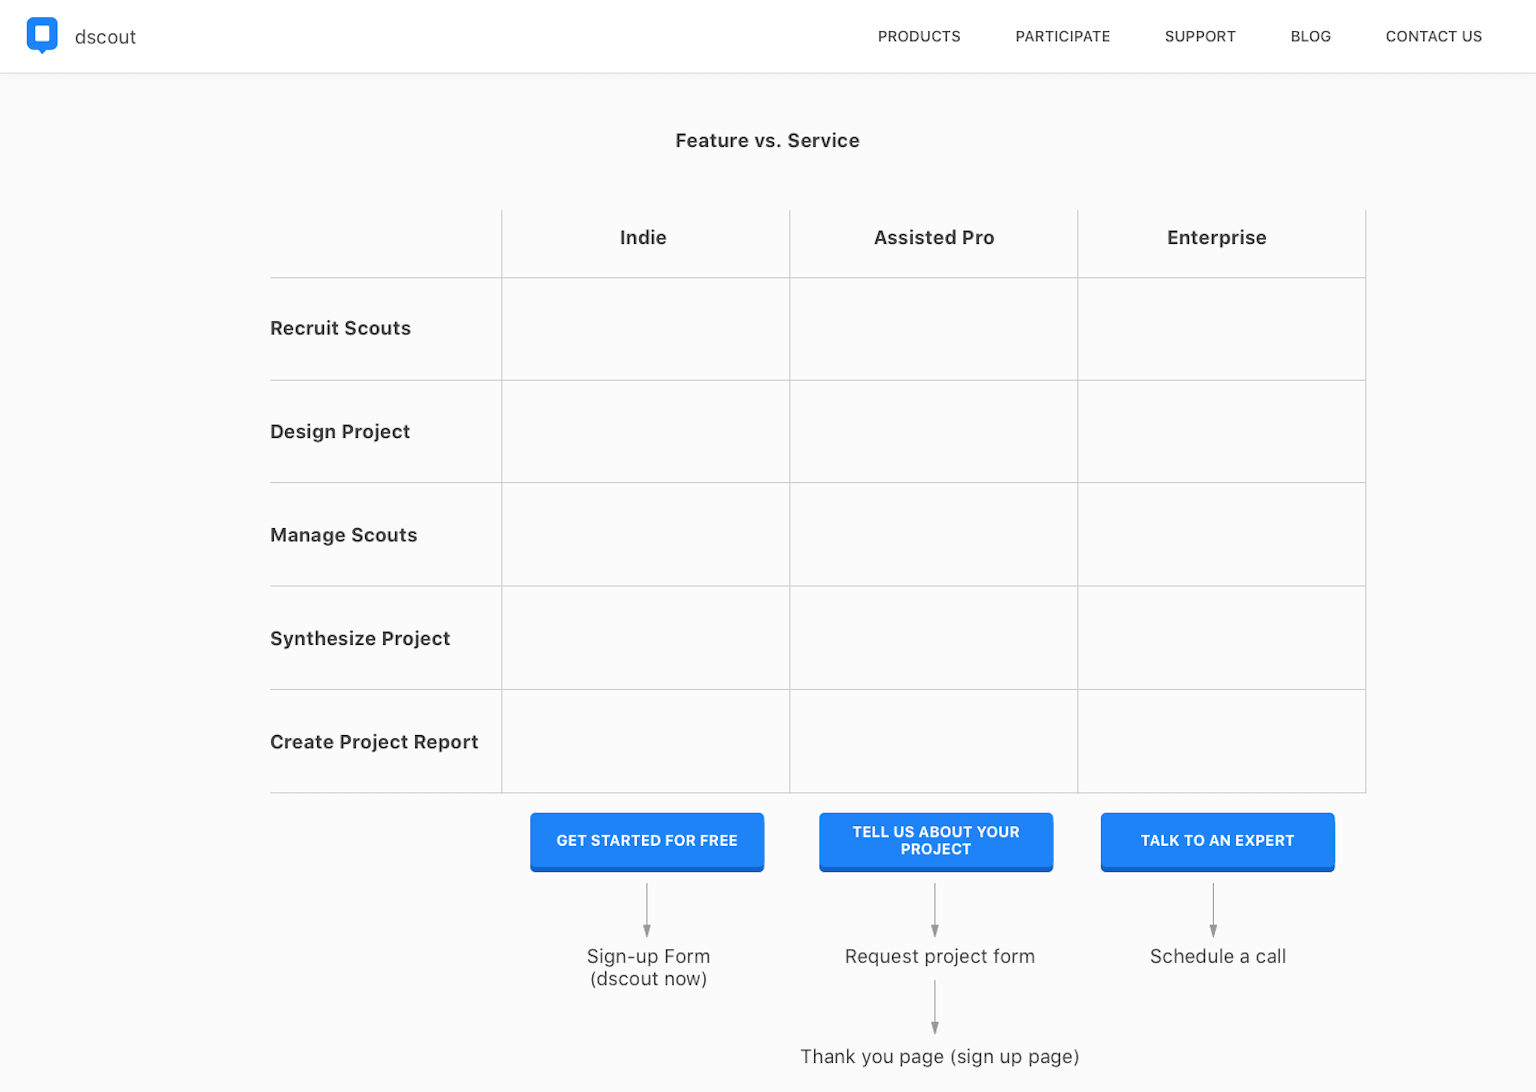 dscout
PRODUCTS PARTICIPATE SUPPORT BLOG CONTACT US
Feature vs. Service
Indie Assisted Pro Enterprise
Recruit Scouts
Design Project
Manage Scouts
Synthesize Project
Create Project Report
GET STARTED FOR FREE
TELL US ABOUT YOUR
PROJECT
TALK TO AN EXPERT
Sign-up Form
(dscout now)
Request project form
Schedule a call
Thank you page (sign up page)